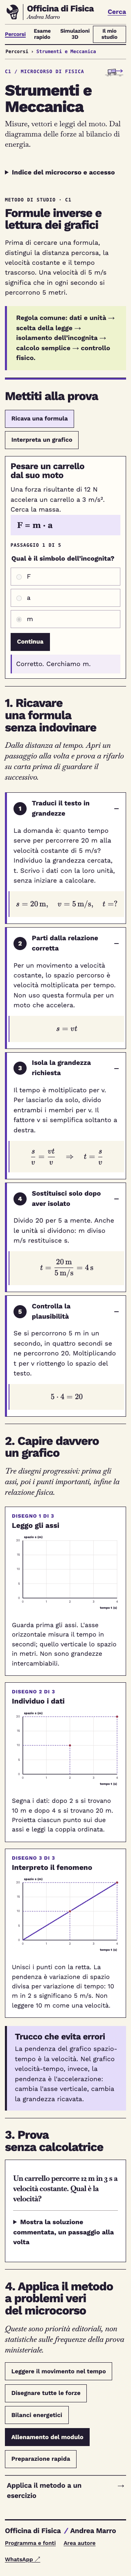 Officina di Fisica
Andrea Marro
Cerca
Percorsi
Esame rapido
Simulazioni 3D
Il mio studio
Percorsi · Strumenti e Meccanica
C1 / MICROCORSO DI FISICA
Strumenti e
Meccanica
Misure, vettori e leggi del moto. Dal
diagramma delle forze al bilancio di
energia.
▶ Indice del microcorso e accesso
METODO DI STUDIO · C1
Formule inverse e
lettura dei grafici
Prima di cercare una formula,
distingui una distanza percorsa, la
velocità costante e il tempo
trascorso. Una velocità di 5 m/s
significa che in ogni secondo si
percorrono 5 metri.
Regola comune: dati e unità →
scelta della legge →
isolamento dell'incognita →
calcolo semplice → controllo
fisico.
Mettiti alla prova
Ricava una formula
Interpreta un grafico
Pesare un carrello
dal suo moto
Una forza risultante di 12 N
accelera un carrello a 3 m/s².
Cerca la massa.
F = m · a
PASSAGGIO 1 DI 5
Qual è il simbolo dell'incognita?
F
a
m
Continua
Corretto. Cerchiamo m.
1. Ricavare
una formula
senza indovinare
Dalla distanza al tempo. Apri un
passaggio alla volta e prova a rifarlo
su carta prima di guardare il
successivo.
1 Traduci il testo in grandezze –
La domanda è: quanto tempo
serve per percorrere 20 m alla
velocità costante di 5 m/s?
Individuo la grandezza cercata,
t. Scrivo i dati con la loro unità,
senza iniziare a calcolare.
s = 20 m, v = 5 m/s, t =?
2 Parti dalla relazione corretta –
Per un movimento a velocità
costante, lo spazio percorso è
velocità moltiplicata per tempo.
Non uso questa formula per un
moto che accelera.
s = vt
3 Isola la grandezza richiesta –
Il tempo è moltiplicato per v.
Per lasciarlo da solo, divido
entrambi i membri per v. Il
fattore v si semplifica soltanto a
destra.
s/v = vt/v ⇒ t = s/v
4 Sostituisci solo dopo aver isolato –
Divido 20 per 5 a mente. Anche
le unità si dividono: m diviso
m/s restituisce s.
t = 20 m / 5 m/s = 4 s
5 Controlla la plausibilità –
Se si percorrono 5 m in un
secondo, in quattro secondi se
ne percorrono 20. Moltiplicando
t per v riottengo lo spazio del
testo.
5 · 4 = 20
2. Capire davvero
un grafico
Tre disegni progressivi: prima gli
assi, poi i punti importanti, infine la
relazione fisica.
DISEGNO 1 DI 3
Leggo gli assi
spazio s (m)
tempo t (s)
Guarda prima gli assi. L'asse
orizzontale misura il tempo in
secondi; quello verticale lo spazio
in metri. Non sono grandezze
intercambiabili.
DISEGNO 2 DI 3
Individuo i dati
spazio s (m)
tempo t (s)
Segna i dati: dopo 2 s si trovano
10 m e dopo 4 s si trovano 20 m.
Proietta ciascun punto sui due
assi e leggi la coppia ordinata.
DISEGNO 3 DI 3
Interpreto il fenomeno
spazio s (m)
tempo t (s)
Unisci i punti con la retta. La
pendenza è variazione di spazio
divisa per variazione di tempo: 10
m in 2 s significano 5 m/s. Non
leggere 10 m come una velocità.
Trucco che evita errori
La pendenza del grafico spazio-
tempo è la velocità. Nel grafico
velocità-tempo, invece, la
pendenza è l'accelerazione:
cambia l'asse verticale, cambia
la grandezza ricavata.
3. Prova
senza calcolatrice
Un carrello percorre 12 m in 3 s a
velocità costante. Qual è la
velocità?
▶ Mostra la soluzione
commentata, un passaggio alla
volta
4. Applica il metodo
a problemi veri
del microcorso
Queste sono priorità editoriali, non
statistiche sulle frequenze della prova
ministeriale.
Leggere il movimento nel tempo
Disegnare tutte le forze
Bilanci energetici
Allenamento del modulo
Preparazione rapida
Applica il metodo a un
esercizio →
Officina di Fisica / Andrea Marro
Programma e fonti Area autore
WhatsApp ↗